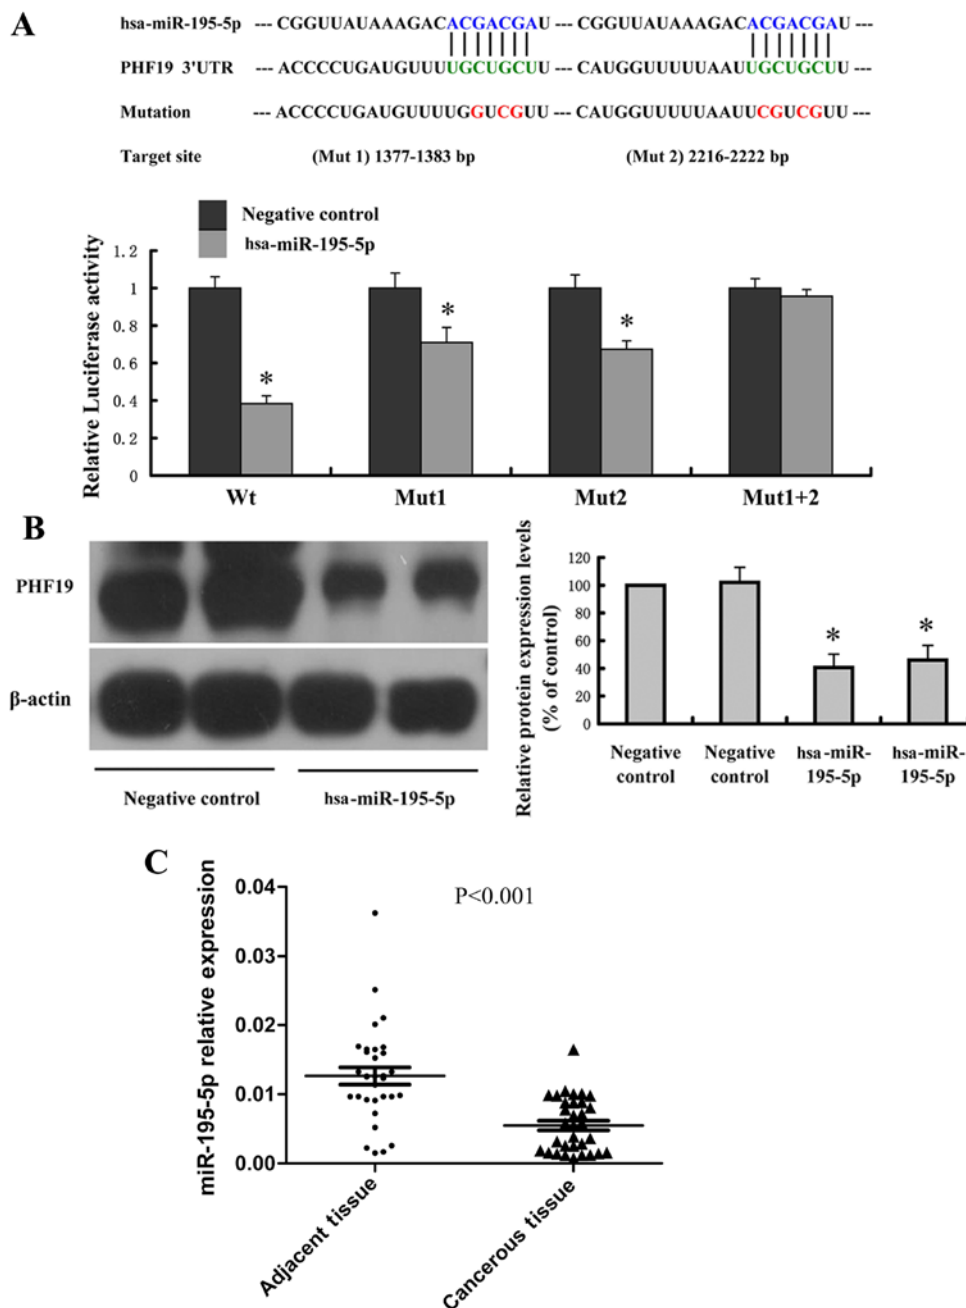 A
hsa-miR-195-5p --- CGGUUAUAAAGACACGACGAU --- CGGUUAUAAAGACACGACGAU ---
PHF19 3'UTR --- ACCCCUGAUGUUUUGCUGCUU --- CAUGGUUUUUAAUUGCUGCUU ---
Mutation --- ACCCCUGAUGUUUUGGUCGUU --- CAUGGUUUUUAAUUCGUCGUU ---
Target site (Mut 1) 1377-1383 bp (Mut 2) 2216-2222 bp
Negative control
hsa-miR-195-5p
Relative Luciferase activity
1.2
1
0.8
0.6
0.4
0.2
0
*
*
*
Wt Mut1 Mut2 Mut1+2
B
PHF19
β-actin
Negative control hsa-miR-195-5p
Relative protein expression levels
(% of control)
120
100
80
60
40
20
0
*
*
Negative control
Negative control
hsa-miR-195-5p
hsa-miR-195-5p
C
miR-195-5p relative expression
0.04
0.03
0.02
0.01
0.00
P<0.001
Adjacent tissue
Cancerous tissue